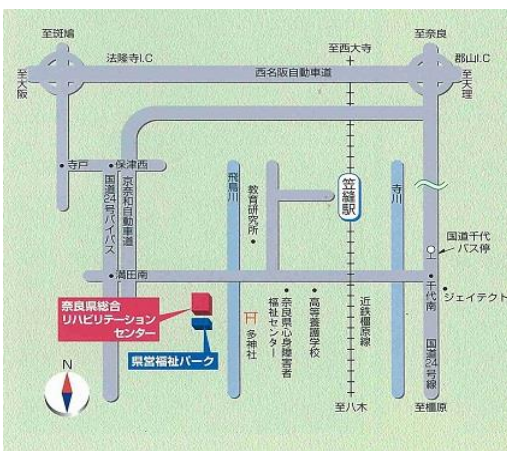 至斑鳩
法隆寺I.C
至西大寺
至奈良
郡山I.C
至大阪
西名阪自動車道
至天理
寺戸
保津西
国道24号バイパス
京奈和自動車道
飛鳥川
教育研究所
笠縫駅
寺川
国道千代
バス停
満田南
千代南
ジェイテクト
奈良県総合
リハビリテーション
センター
県営福祉パーク
多神社
奈良県心身障害者
福祉センター
高等養護学校
近鉄橿原線
国道24号線
N
至八木
至橿原